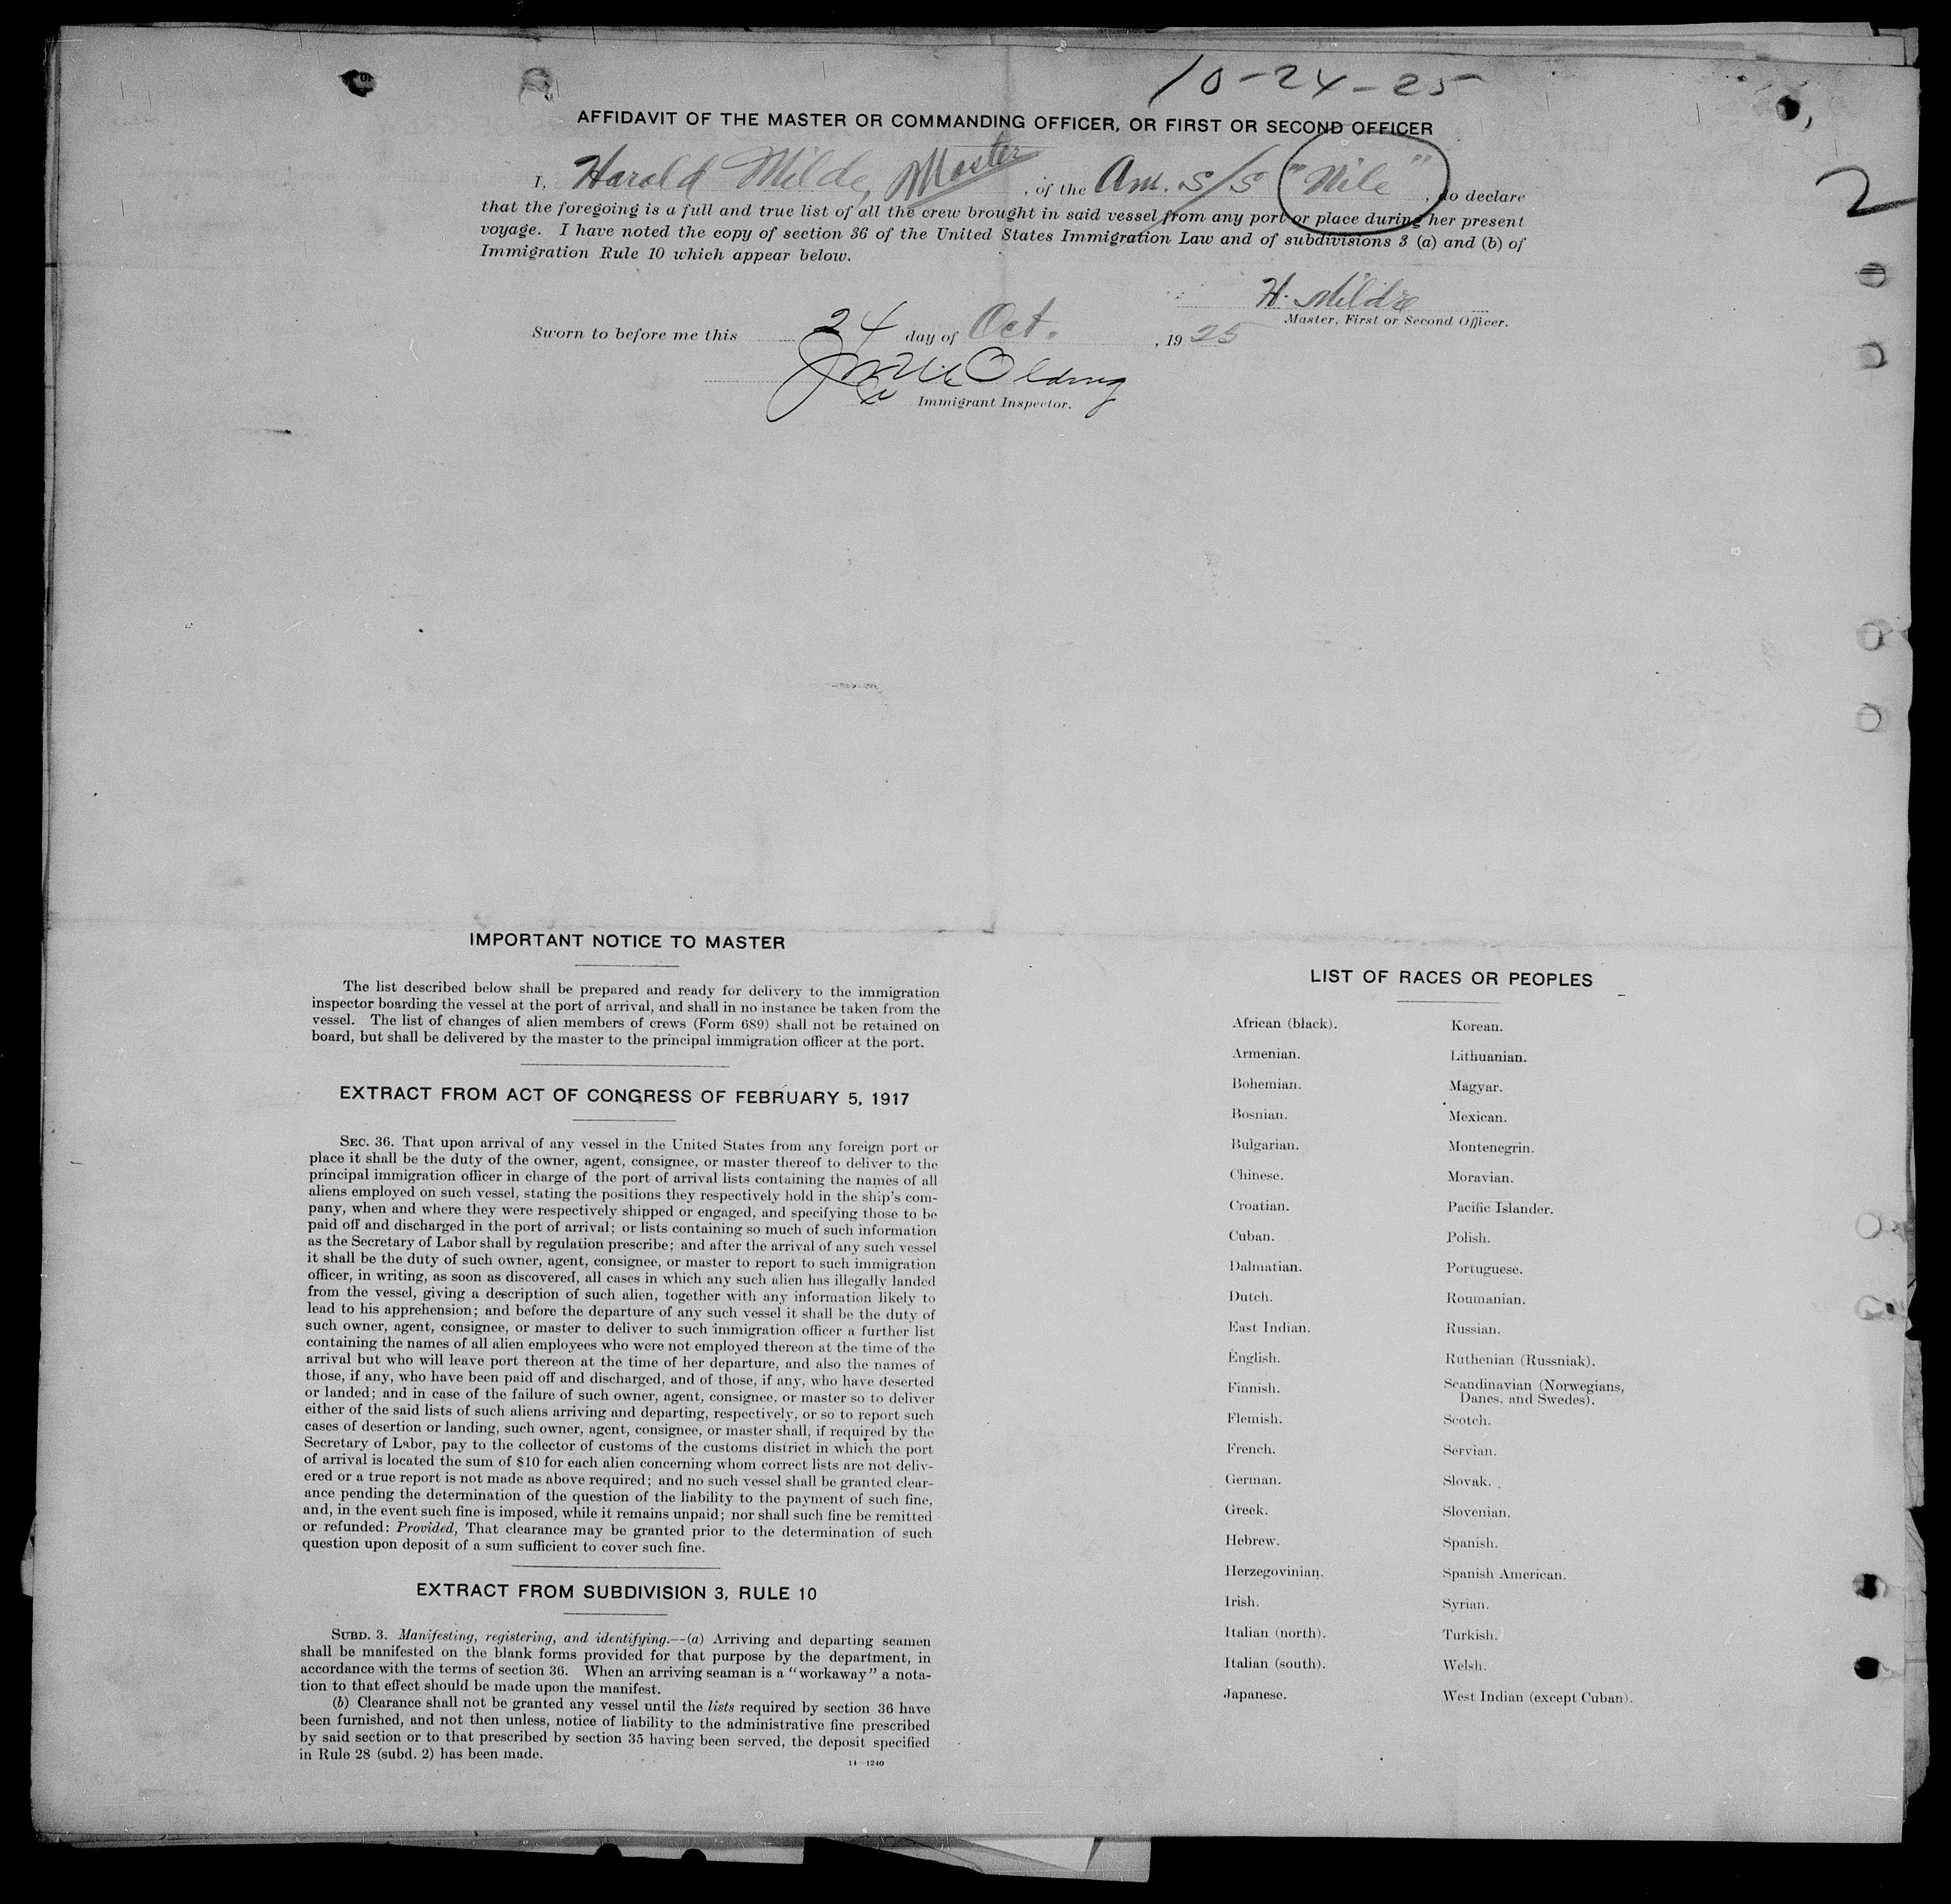 10-24-25
AFFIDAVIT OF THE MASTER OR COMMANDING OFFICER, OR FIRST OR SECOND OFFICER
I, Harold Milde, Master, of the Am. S/S "Nile", do declare
2
that the foregoing is a full and true list of all the crew brought in said vessel from any port or place during her present
voyage. I have noted the copy of section 36 of the United States Immigration Law and of subdivisions 3 (a) and (b) of
Immigration Rule 10 which appear below.
H. Milde
Master, First or Second Officer.
Sworn to before me this 24 day of Oct., 1925
Olding
Immigrant Inspector.
IMPORTANT NOTICE TO MASTER
The list described below shall be prepared and ready for delivery to the immigration
inspector boarding the vessel at the port of arrival, and shall in no instance be taken from the
vessel. The list of changes of alien members of crews (Form 689) shall not be retained on
board, but shall be delivered by the master to the principal immigration officer at the port.
EXTRACT FROM ACT OF CONGRESS OF FEBRUARY 5, 1917
SEC. 36. That upon arrival of any vessel in the United States from any foreign port or
place it shall be the duty of the owner, agent, consignee, or master thereof to deliver to the
principal immigration officer in charge of the port of arrival lists containing the names of all
aliens employed on such vessel, stating the positions they respectively hold in the ship's com-
pany, when and where they were respectively shipped or engaged, and specifying those to be
paid off and discharged in the port of arrival; or lists containing so much of such information
as the Secretary of Labor shall by regulation prescribe; and after the arrival of any such vessel
it shall be the duty of such owner, agent, consignee, or master to report to such immigration
officer, in writing, as soon as discovered, all cases in which any such alien has illegally landed
from the vessel, giving a description of such alien, together with any information likely to
lead to his apprehension; and before the departure of any such vessel it shall be the duty of
such owner, agent, consignee, or master to deliver to such immigration officer a further list
containing the names of all alien employees who were not employed thereon at the time of the
arrival but who will leave port thereon at the time of her departure, and also the names of
those, if any, who have been paid off and discharged, and of those, if any, who have deserted
or landed; and in case of the failure of such owner, agent, consignee, or master so to deliver
either of the said lists of such aliens arriving and departing, respectively, or so to report such
cases of desertion or landing, such owner, agent, consignee, or master shall, if required by the
Secretary of Labor, pay to the collector of customs of the customs district in which the port
of arrival is located the sum of $10 for each alien concerning whom correct lists are not deliv-
ered or a true report is not made as above required; and no such vessel shall be granted clear-
ance pending the determination of the question of the liability to the payment of such fine,
and, in the event such fine is imposed, while it remains unpaid; nor shall such fine be remitted
or refunded: Provided, That clearance may be granted prior to the determination of such
question upon deposit of a sum sufficient to cover such fine.
EXTRACT FROM SUBDIVISION 3, RULE 10
SUBD. 3. Manifesting, registering, and identifying.—(a) Arriving and departing seamen
shall be manifested on the blank forms provided for that purpose by the department, in
accordance with the terms of section 36. When an arriving seaman is a "workaway" a nota-
tion to that effect should be made upon the manifest.
(b) Clearance shall not be granted any vessel until the lists required by section 36 have
been furnished, and not then unless, notice of liability to the administrative fine prescribed
by said section or to that prescribed by section 35 having been served, the deposit specified
in Rule 28 (subd. 2) has been made.
14—1240
LIST OF RACES OR PEOPLES
African (black).
Armenian.
Bohemian.
Bosnian.
Bulgarian.
Chinese.
Croatian.
Cuban.
Dalmatian.
Dutch.
East Indian.
English.
Finnish.
Flemish.
French.
German.
Greek.
Hebrew.
Herzegovinian.
Irish.
Italian (north).
Italian (south).
Japanese.
Korean.
Lithuanian.
Magyar.
Mexican.
Montenegrin.
Moravian.
Pacific Islander.
Polish.
Portuguese.
Roumanian.
Russian.
Ruthenian (Russniak).
Scandinavian (Norwegians,
Danes, and Swedes).
Scotch.
Servian.
Slovak.
Slovenian.
Spanish.
Spanish American.
Syrian.
Turkish.
Welsh.
West Indian (except Cuban).